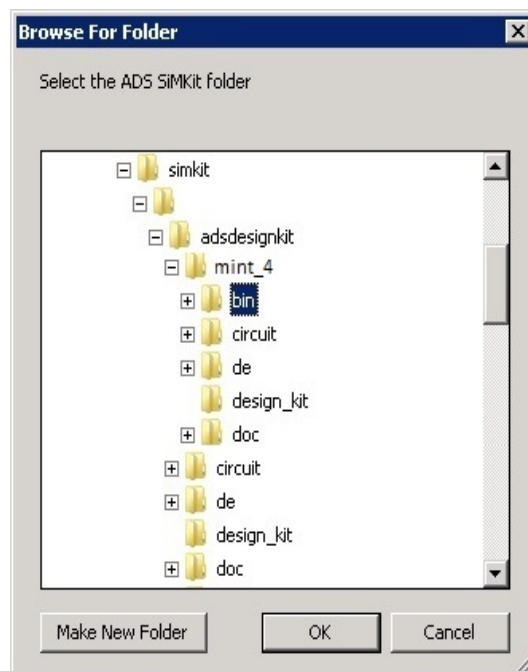 Browse For Folder
Select the ADS SiMKit folder
simkit
adsdesignkit
mint_4
bin
circuit
de
design_kit
doc
circuit
de
design_kit
doc
Make New Folder
OK
Cancel